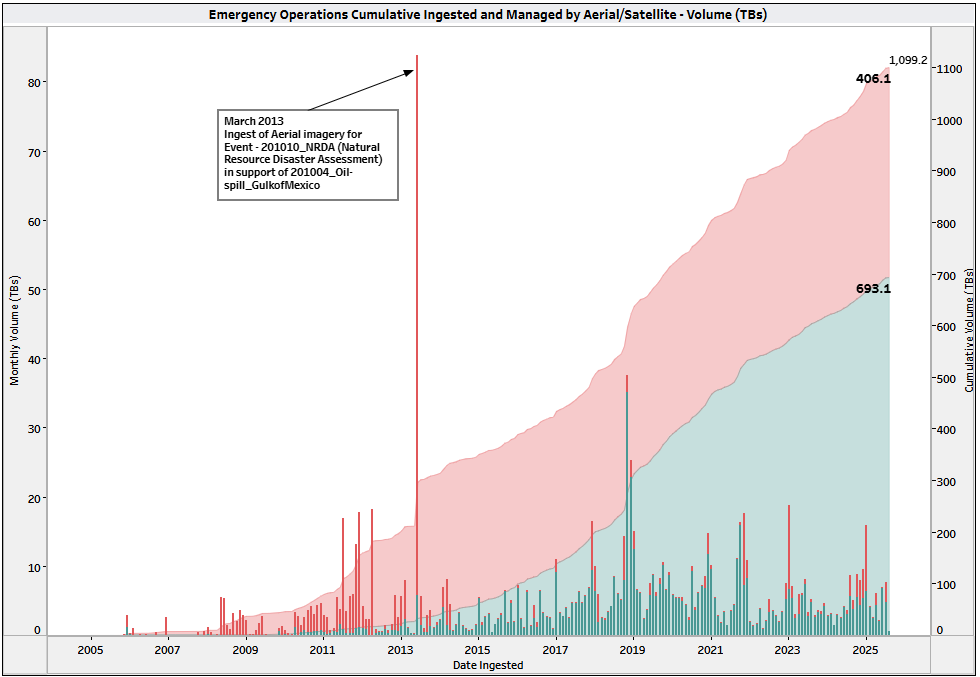 Emergency Operations Cumulative Ingested and Managed by Aerial/Satellite - Volume (TBs)
1,099.2
406.1
693.1
March 2013
Ingest of Aerial imagery for
Event - 201010_NRDA (Natural
Resource Disaster Assessment)
in support of 201004_Oil-
spill_GulkofMexico
Monthly Volume (TBs)
80
70
60
50
40
30
20
10
0
Cumulative Volume (TBs)
1100
1000
900
800
700
600
500
400
300
200
100
0
2005 2007 2009 2011 2013 2015 2017 2019 2021 2023 2025
Date Ingested